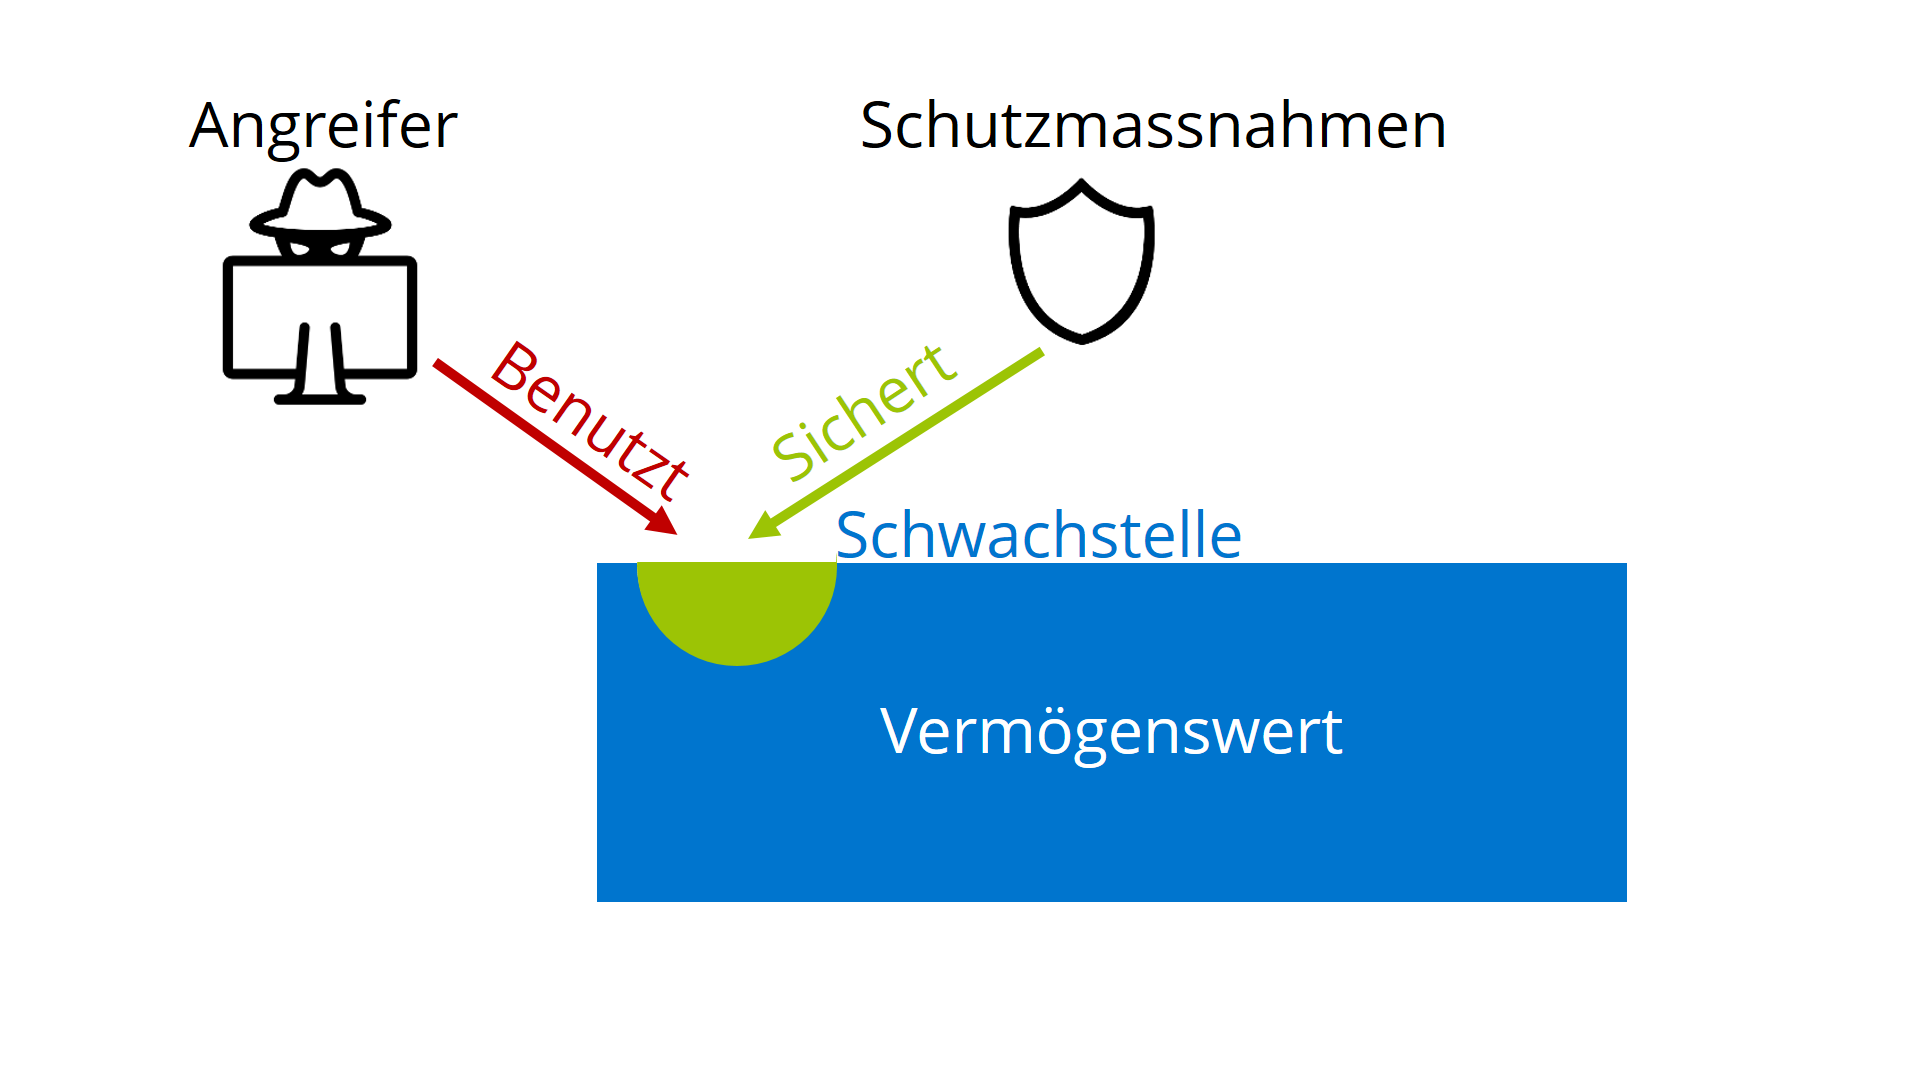 Angreifer
Schutzmassnahmen
Benutzt
Sichert
Schwachstelle
Vermögenswert